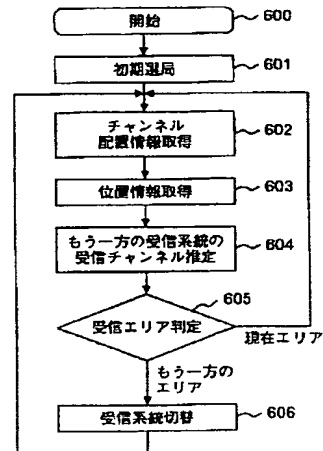 開始
600
初期選局
601
チャンネル
配置情報取得
602
位置情報取得
603
もう一方の受信系統の
受信チャンネル推定
604
605
受信エリア判定
現在エリア
もう一方の
エリア
受信系統切替
606